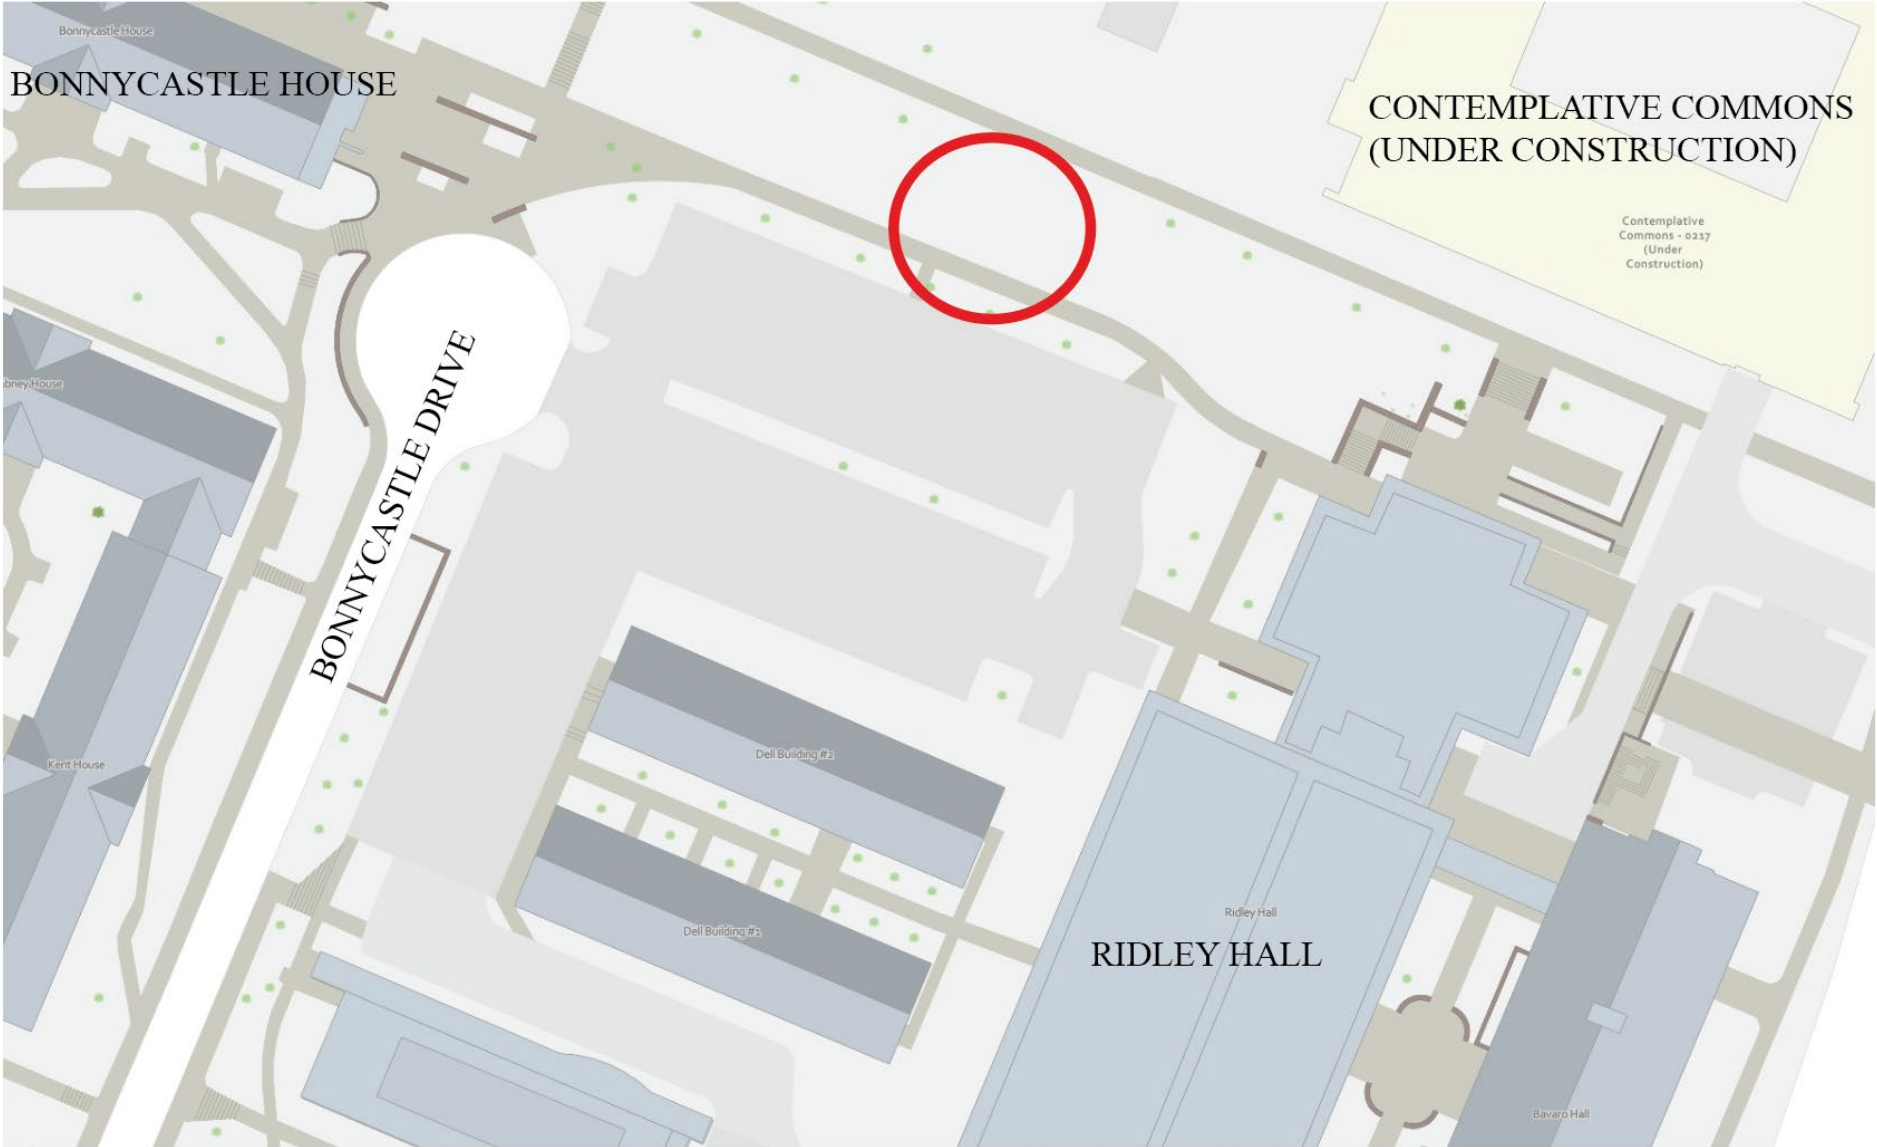 Bonnycastle House
BONNYCASTLE HOUSE
CONTEMPLATIVE COMMONS
(UNDER CONSTRUCTION)
Contemplative
Commons - 0217
(Under
Construction)
bney House
BONNYCASTLE DRIVE
Kent House
Dell Building #2
Dell Building #1
Ridley Hall
RIDLEY HALL
Bavaro Hall